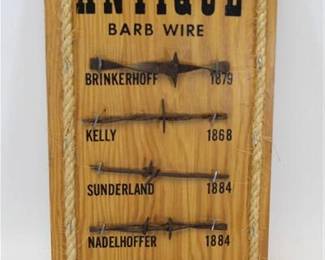 ANTIQUE
BARB WIRE
BRINKERHOFF 1879
KELLY 1868
SUNDERLAND 1884
NADELHOFFER 1884